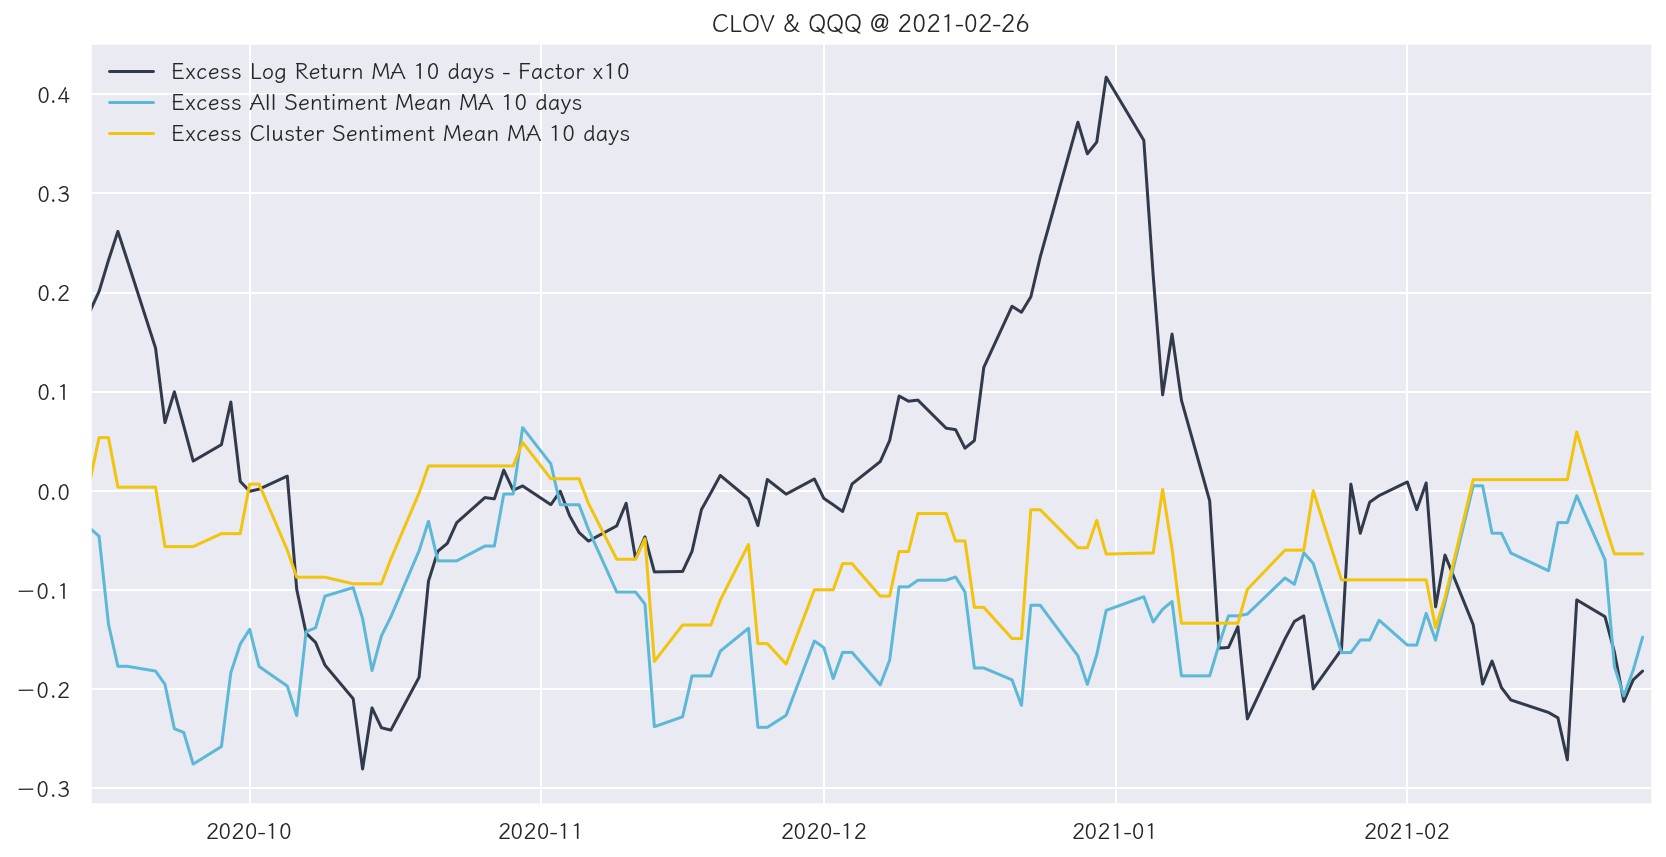 CLOV & QQQ @ 2021-02-26
Excess Log Return MA 10 days - Factor x10
Excess All Sentiment Mean MA 10 days
Excess Cluster Sentiment Mean MA 10 days
0.4
0.3
0.2
0.1
0.0
−0.1
−0.2
−0.3
2020-10 2020-11 2020-12 2021-01 2021-02